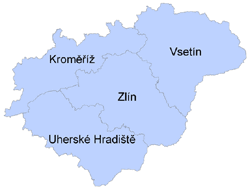 Vsetín
Kroměříž
Zlín
Uherské Hradiště